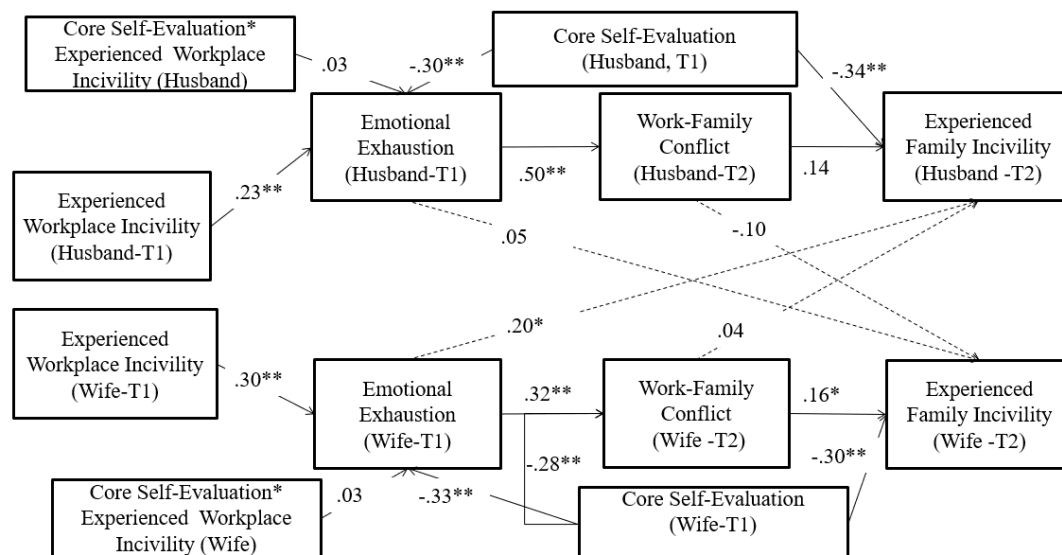 Core Self-Evaluation*
Experienced Workplace
Incivility (Husband)
.03
-.30**
Core Self-Evaluation
(Husband, T1)
-.34**
Emotional
Exhaustion
(Husband-T1)
.50**
Work-Family
Conflict
(Husband-T2)
.14
Experienced
Family Incivility
(Husband -T2)
.23**
Experienced
Workplace Incivility
(Husband-T1)
.05
-.10
Experienced
Workplace Incivility
(Wife-T1)
.20*
.04
.30**
Emotional
Exhaustion
(Wife-T1)
.32**
Work-Family
Conflict
(Wife -T2)
.16*
Experienced
Family Incivility
(Wife -T2)
-.28**
-.30**
Core Self-Evaluation*
Experienced Workplace
Incivility (Wife)
.03
-.33**
Core Self-Evaluation
(Wife-T1)